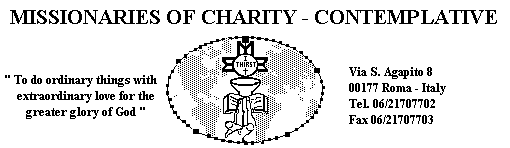 MISSIONARIES OF CHARITY - CONTEMPLATIVE
" To do ordinary things with
extraordinary love for the
greater glory of God "
I
THIRST
Via S. Agapito 8
00177 Roma - Italy
Tel. 06/21707702
Fax 06/21707703